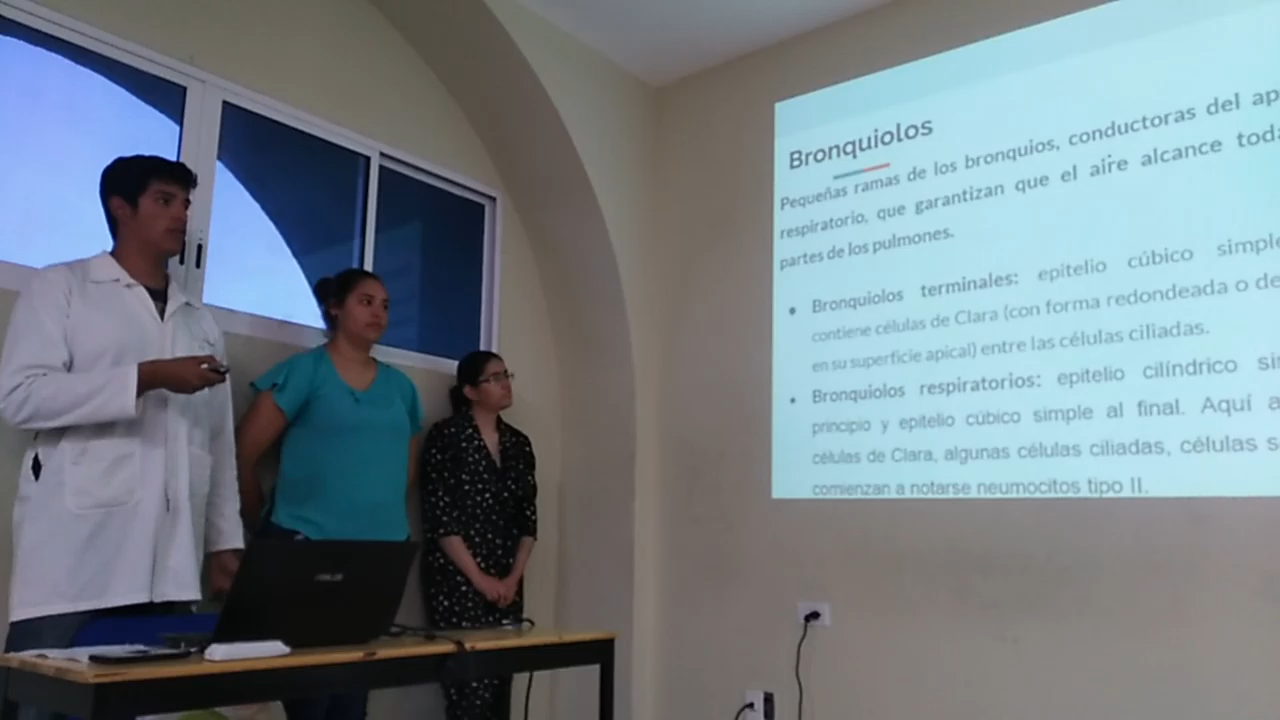 Bronquiolos
Pequeñas ramas de los bronquios, conductoras del ap
respiratorio, que garantizan que el aire alcance toda
partes de los pulmones.
• Bronquiolos terminales: epitelio cúbico simple
contiene células de Clara (con forma redondeada o de
en su superficie apical) entre las células ciliadas.
• Bronquiolos respiratorios: epitelio cilíndrico si
principio y epitelio cúbico simple al final. Aquí a
células de Clara, algunas células ciliadas, células s
comienzan a notarse neumocitos tipo II.
ASUS